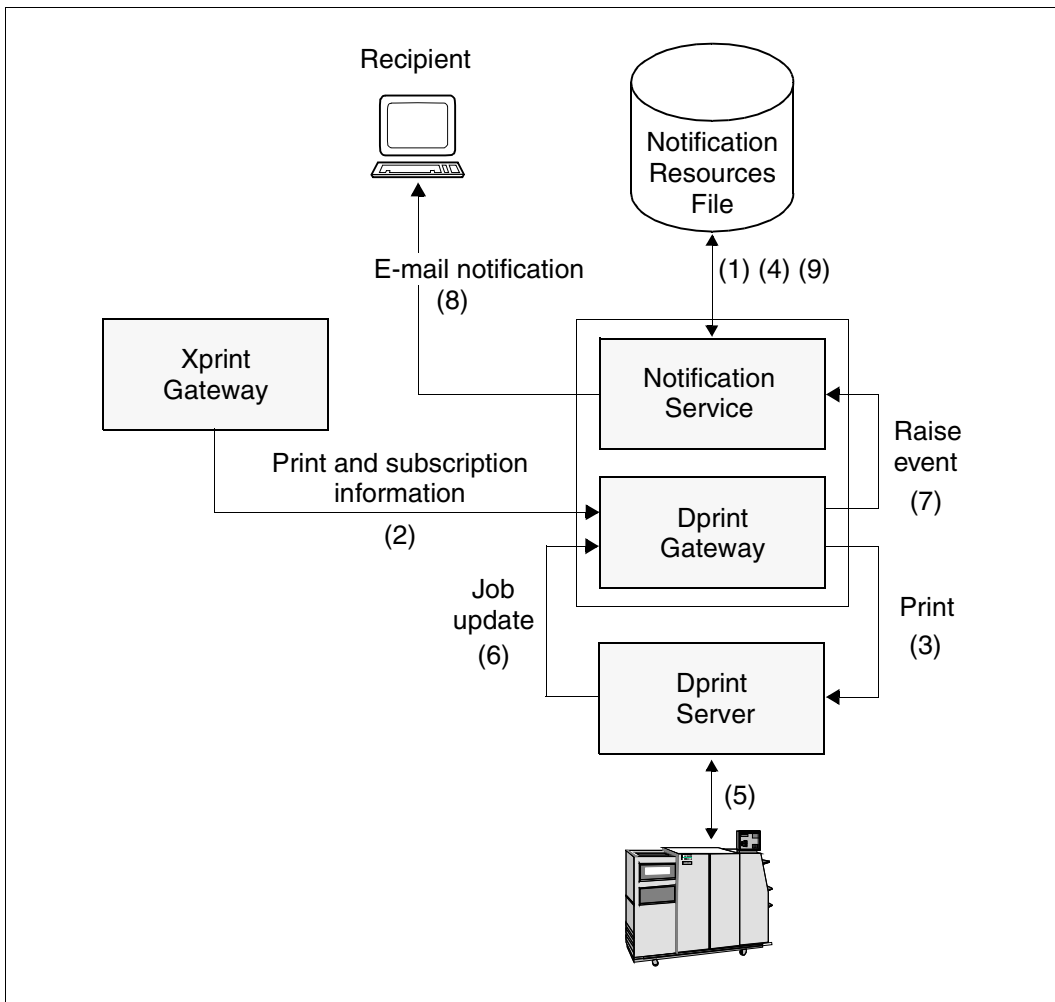 Recipient
Notification
Resources
File
E-mail notification
(8)
(1) (4) (9)
Xprint
Gateway
Notification
Service
Raise
event
(7)
Print and subscription
information
(2)
Dprint
Gateway
Job
update
(6)
Print
(3)
Dprint
Server
(5)